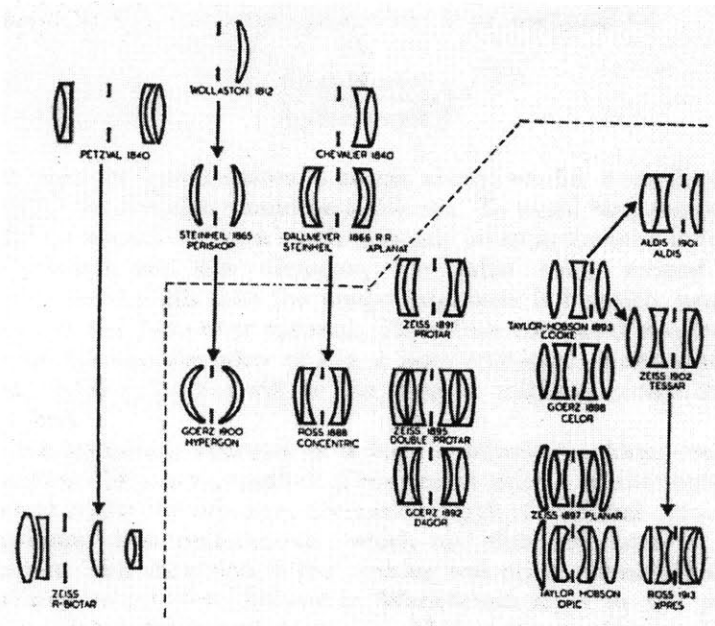 WOLLASTON 1812
PETZVAL 1840
CHEVALIER 1840
STEINHEIL 1865
PERISKOP
DALLMEYER 1866 R.R.
STEINHEIL APLANAT
ALDIS 1901
ALDIS
ZEISS 1891
PROTAR
TAYLOR-HOBSON 1893
COOKE
ZEISS 1902
TESSAR
GOERZ 1900
HYPERGON
ROSS 1888
CONCENTRIC
ZEISS 1895
DOUBLE PROTAR
GOERZ 1898
CELOR
GOERZ 1892
DAGOR
ZEISS 1897 PLANAR
ZEISS
R-BIOTAR
TAYLOR HOBSON
OPIC
ROSS 1913
XPRES